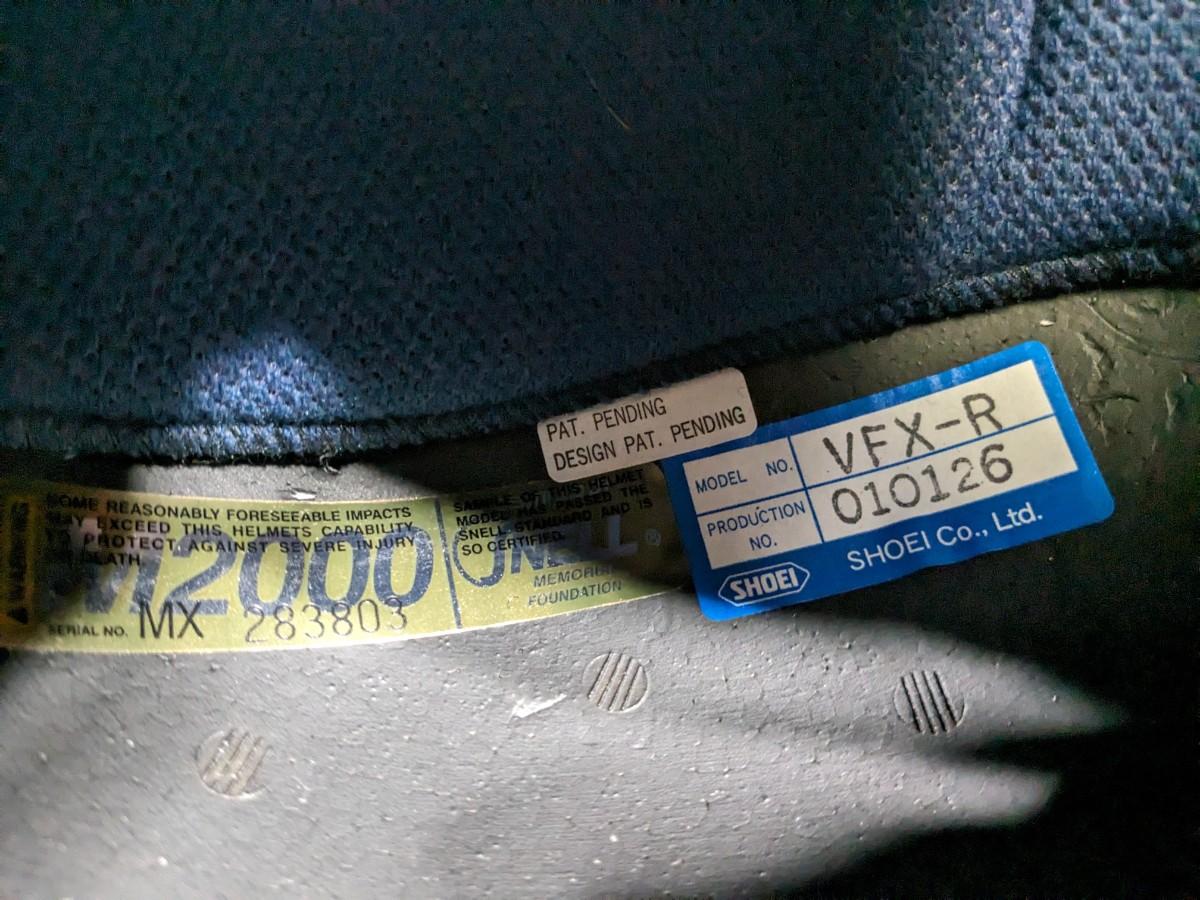 PAT. PENDING
DESIGN PAT. PENDING
MODEL NO. VFX-R
PRODUCTION NO. 010126
SHOEI Co., Ltd.
SHOEI
SOME REASONABLY FORESEEABLE IMPACTS
MAY EXCEED THIS HELMETS CAPABILITY
TO PROTECT AGAINST SEVERE INJURY
M2000
SERIAL NO. MX 283803
SAMPLE OF THIS HELMET
MODEL HAS PASSED THE
SNELL STANDARD AND IS
SO CERTIFIED.
SNELL ®
MEMORIAL
FOUNDATION